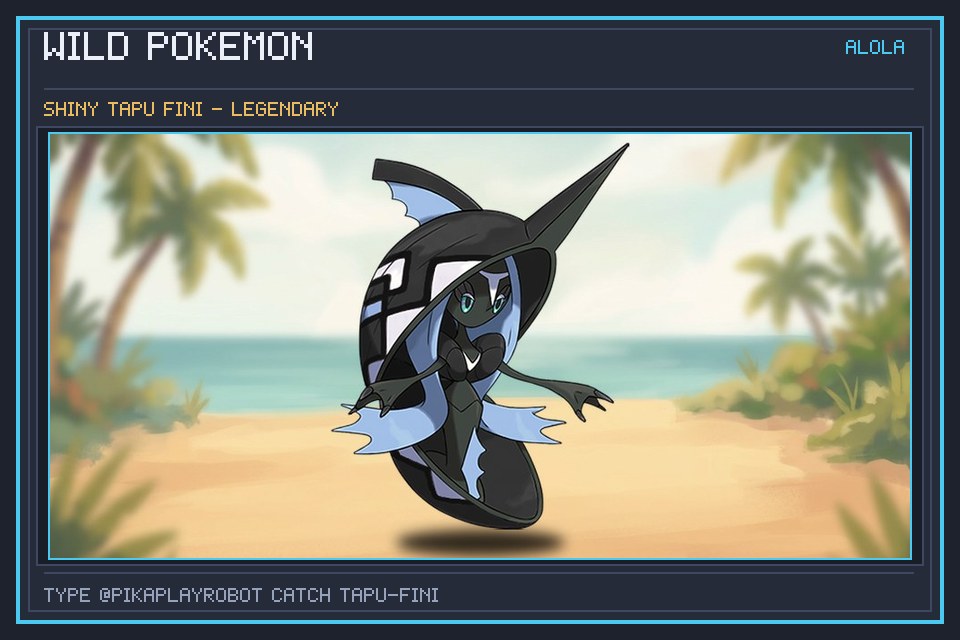 WILD POKEMON
ALOLA
SHINY TAPU FINI - LEGENDARY
TYPE @PIKAPLAYROBOT CATCH TAPU-FINI